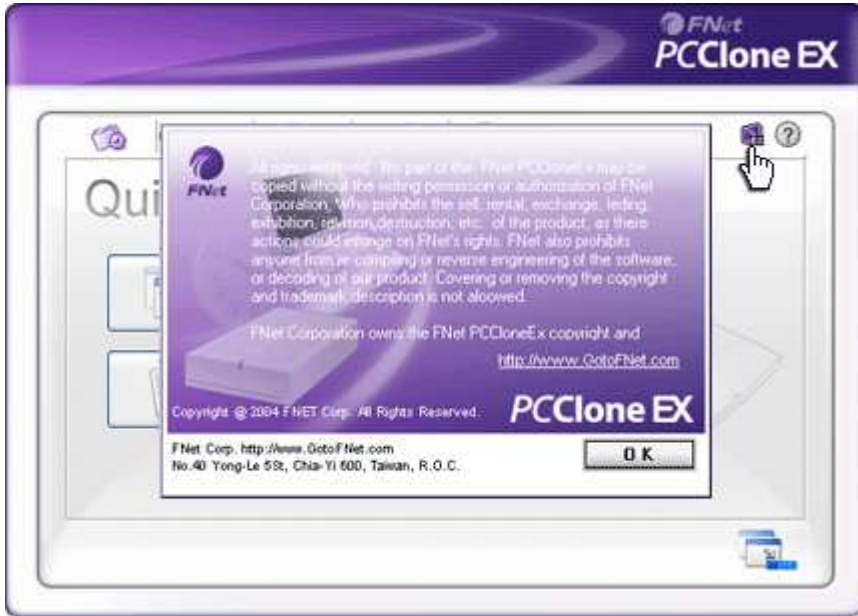 FNet
PCClone EX
?
Qui
FNet
All rights reserved. No part of the FNet PCCloneEx may be
copied without the writing permission or authorization of FNet
Corporation, Who prohibits the sell, rental, exchange, leding,
exhibition, revision,destruction, etc. of the product, as there
actions could infringe on FNet's rights. FNet also prohibits
anyone from re-compiling or reverse engineering of the software,
or decoding of our product. Covering or removing the copyright
and trademark description is not aloowed.
FNet Corporation owns the FNet PCCloneEx copyright and
http://www.GotoFNet.com
Copyright @ 2004 FNET Corp. All Rights Reserved.
PCClone EX
FNet Corp. http://www.GotoFNet.com
No.40 Yong-Le 5St, Chia-Yi 600, Taiwan, R.O.C.
OK